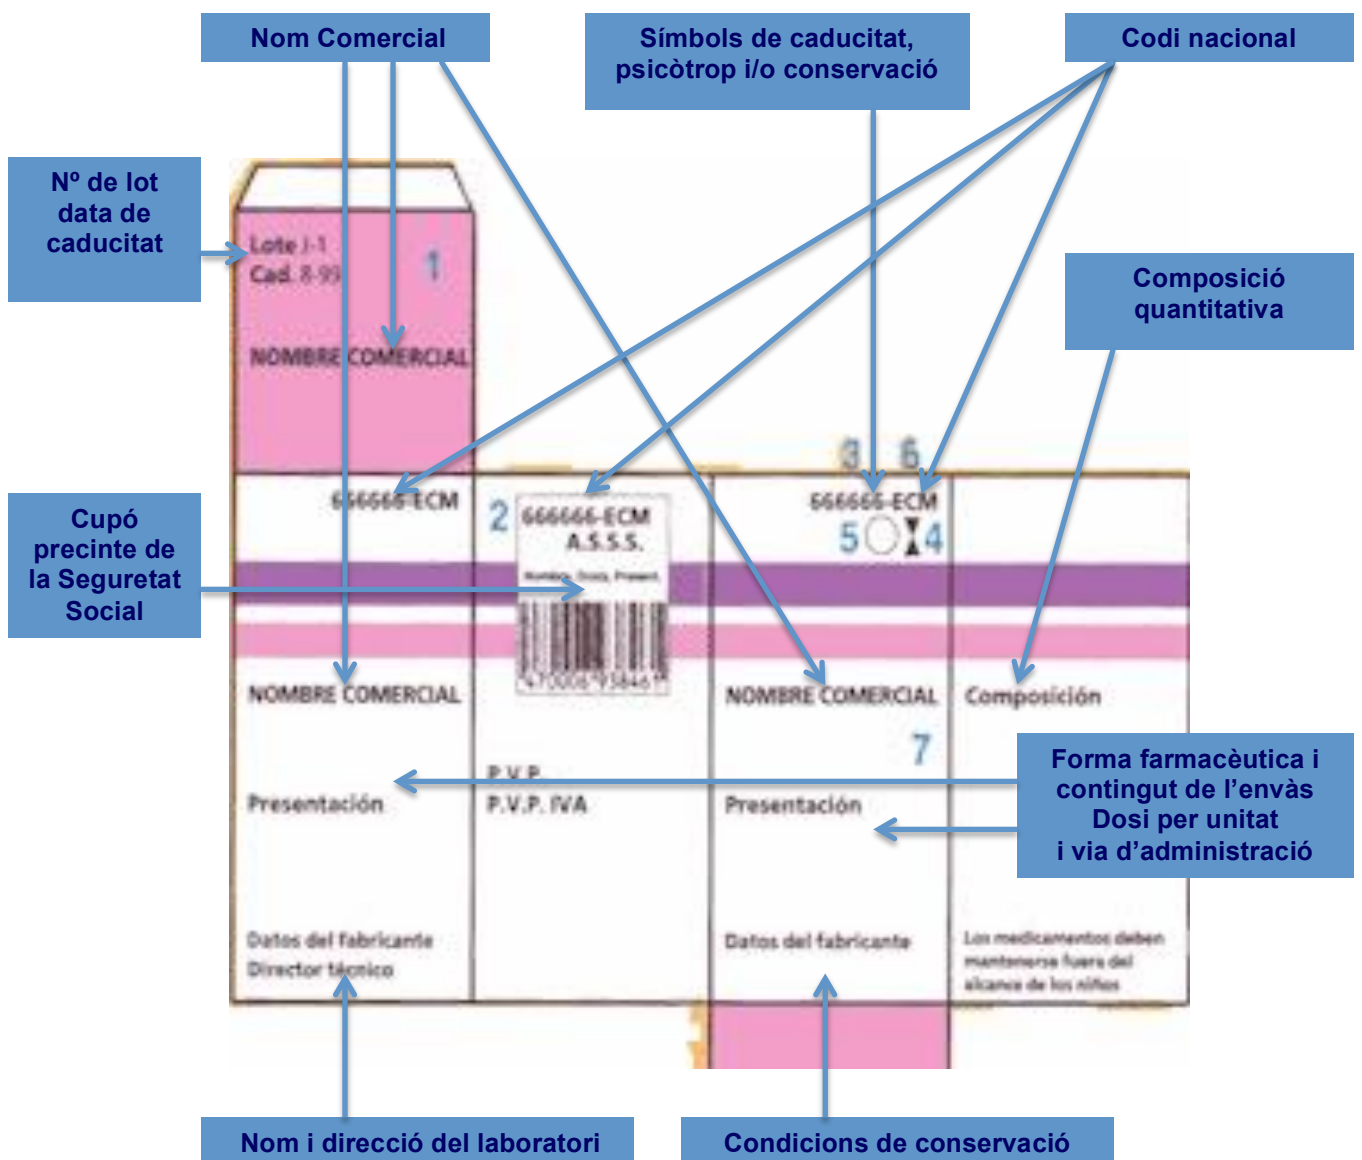 Nom Comercial
Símbols de caducitat,
psicòtrop i/o conservació
Codi nacional
Nº de lot
data de
caducitat
Lote J-1
Cad. 8-99
1
Composició
quantitativa
NOMBRE COMERCIAL
3 6
Cupó
precinte de
la Seguretat
Social
666666-ECM
2
666666-ECM
A.S.S.S.
Nombre, Dosis, Present.
666666-ECM
5
4
NOMBRE COMERCIAL
NOMBRE COMERCIAL
Composición
7
Forma farmacèutica i
contingut de l'envàs
Dosi per unitat
i via d'administració
Presentación
P.V.P.
P.V.P. IVA
Presentación
Datos del fabricante
Director técnico
Datos del fabricante
Los medicamentos deben
mantenerse fuera del
alcance de los niños
Nom i direcció del laboratori
Condicions de conservació